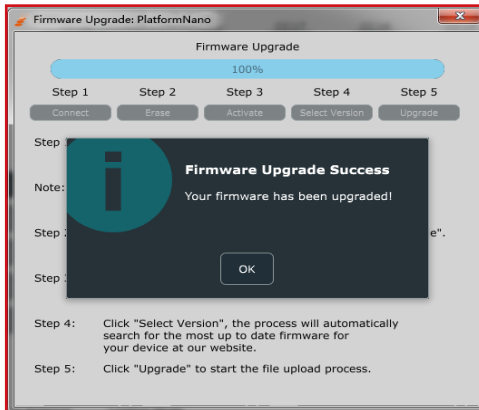 Firmware Upgrade: PlatformNano
Firmware Upgrade
100%
Step 1 Step 2 Step 3 Step 4 Step 5
Connect Erase Activate Select Version Upgrade
Step
Firmware Upgrade Success
Note:
Your firmware has been upgraded!
Step e".
OK
Step
Step 4: Click "Select Version", the process will automatically
search for the most up to date firmware for
your device at our website.
Step 5: Click "Upgrade" to start the file upload process.